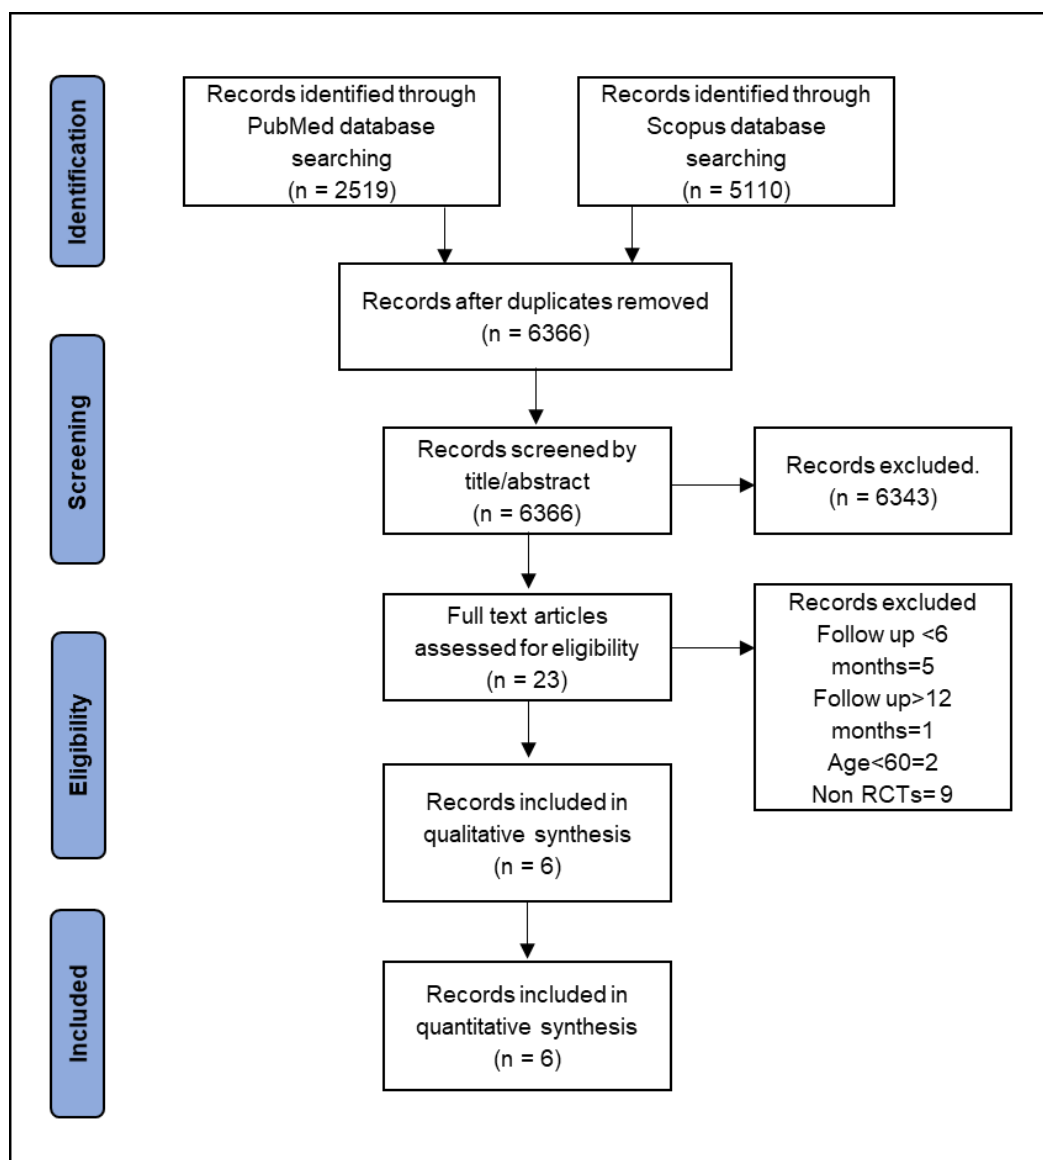 Identification
Records identified through
PubMed database
searching
(n = 2519)
Records identified through
Scopus database
searching
(n = 5110)
Records after duplicates removed
(n = 6366)
Screening
Records screened by
title/abstract
(n = 6366)
Records excluded.
(n = 6343)
Eligibility
Full text articles
assessed for eligibility
(n = 23)
Records excluded
Follow up <6
months=5
Follow up>12
months=1
Age<60=2
Non RCTs= 9
Records included in
qualitative synthesis
(n = 6)
Included
Records included in
quantitative synthesis
(n = 6)